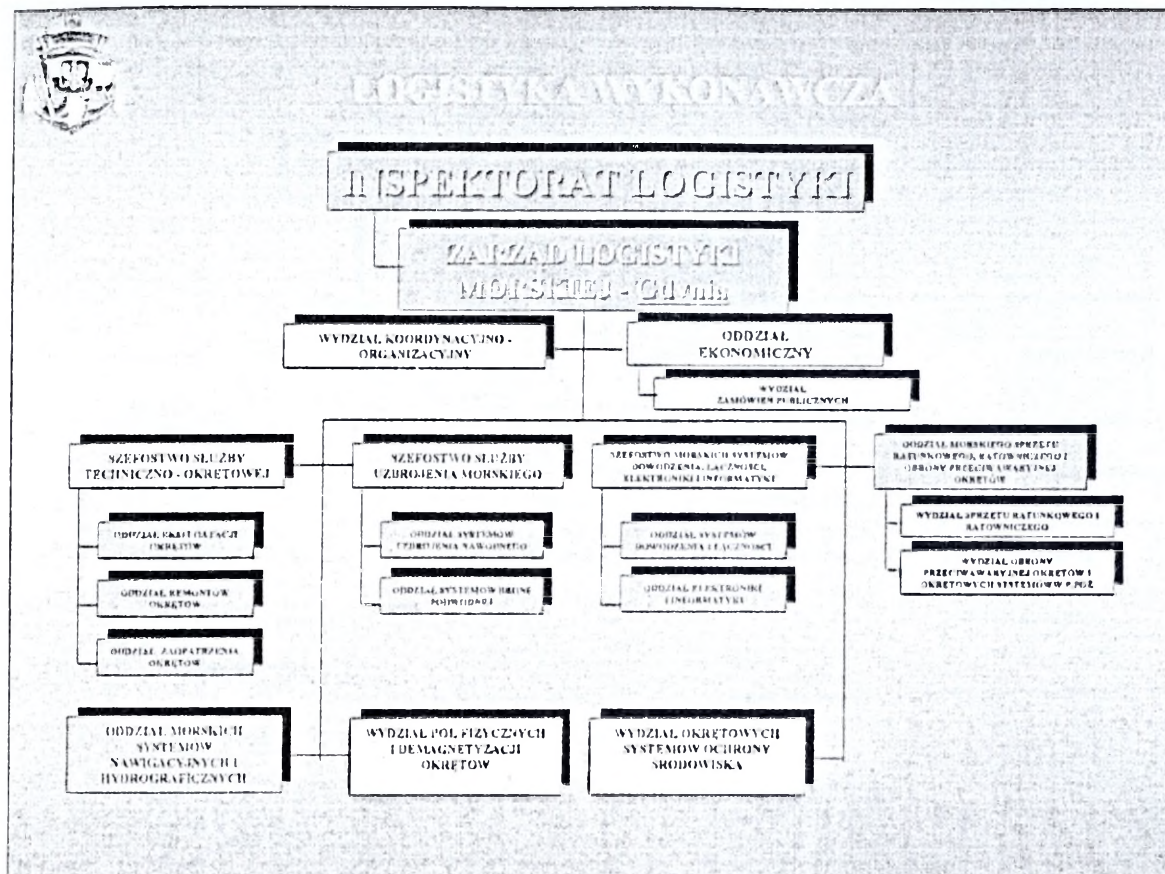 LOGISTYKA WYKONAWCZA
INSPEKTORAT LOGISTYKI
ZARZĄD LOGISTYKI
MORSKIEJ - Gdynia
WYDZIAŁ KOORDYNACYJNO -
ORGANIZACYJNY
ODDZIAŁ
EKONOMICZNY
WYDZIAŁ
ZAMÓWIEŃ PUBLICZNYCH
SZEFOSTWO SŁUŻBY
TECHNICZNO - OKRĘTOWEJ
SZEFOSTWO SŁUŻBY
UZBROJENIA MORSKIEGO
SZEFOSTWO MORSKICH SYSTEMÓW
DOWODZENIA, ŁĄCZNOŚCI,
ELEKTRONIKI I INFORMATYKI
ODDZIAŁ MORSKIEGO SPRZĘTU
RATUNKOWEGO, RATOWNICZEGO I
OBRONY PRZECIWAWARYJNEJ
OKRĘTÓW
ODDZIAŁ EKSPLOATACJI
OKRĘTÓW
ODDZIAŁ SYSTEMÓW
UZBROJENIA NAWODNEGO
ODDZIAŁ SYSTEMÓW
DOWODZENIA I ŁĄCZNOŚCI
WYDZIAŁ SPRZĘTU RATUNKOWEGO I
RATOWNICZEGO
ODDZIAŁ REMONTÓW
OKRĘTÓW
ODDZIAŁ SYSTEMÓW BRONI
PODWODNEJ
ODDZIAŁ ELEKTRONIKI
I INFORMATYKI
WYDZIAŁ OBRONY
PRZECIWAWARYJNEJ OKRĘTÓW I
OKRĘTOWYCH SYSTEMÓW W P.POŻ
ODDZIAŁ ZAOPATRZENIA
OKRĘTÓW
ODDZIAŁ MORSKICH
SYSTEMÓW
NAWIGACYJNYCH I
HYDROGRAFICZNYCH
WYDZIAŁ PÓL FIZYCZNYCH
I DEMAGNETYZACJI
OKRĘTÓW
WYDZIAŁ OKRĘTOWYCH
SYSTEMÓW OCHRONY
ŚRODOWISKA